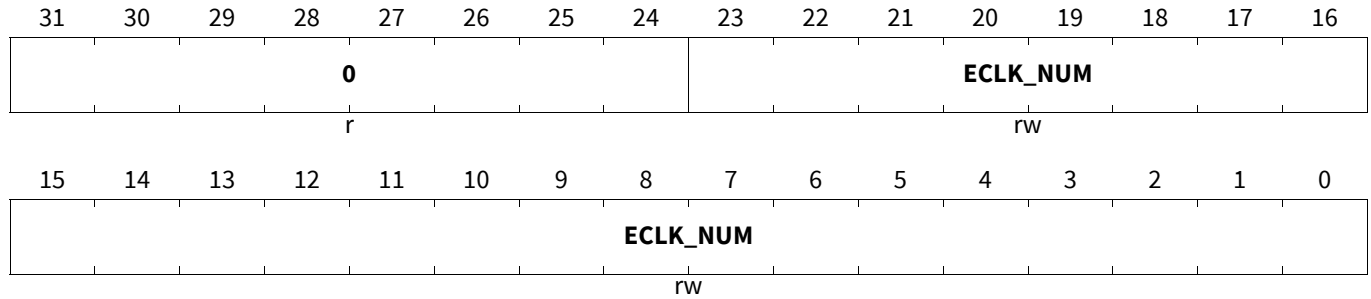 31 30 29 28 27 26 25 24 23 22 21 20 19 18 17 16
0 ECLK_NUM
r rw
15 14 13 12 11 10 9 8 7 6 5 4 3 2 1 0
ECLK_NUM
rw